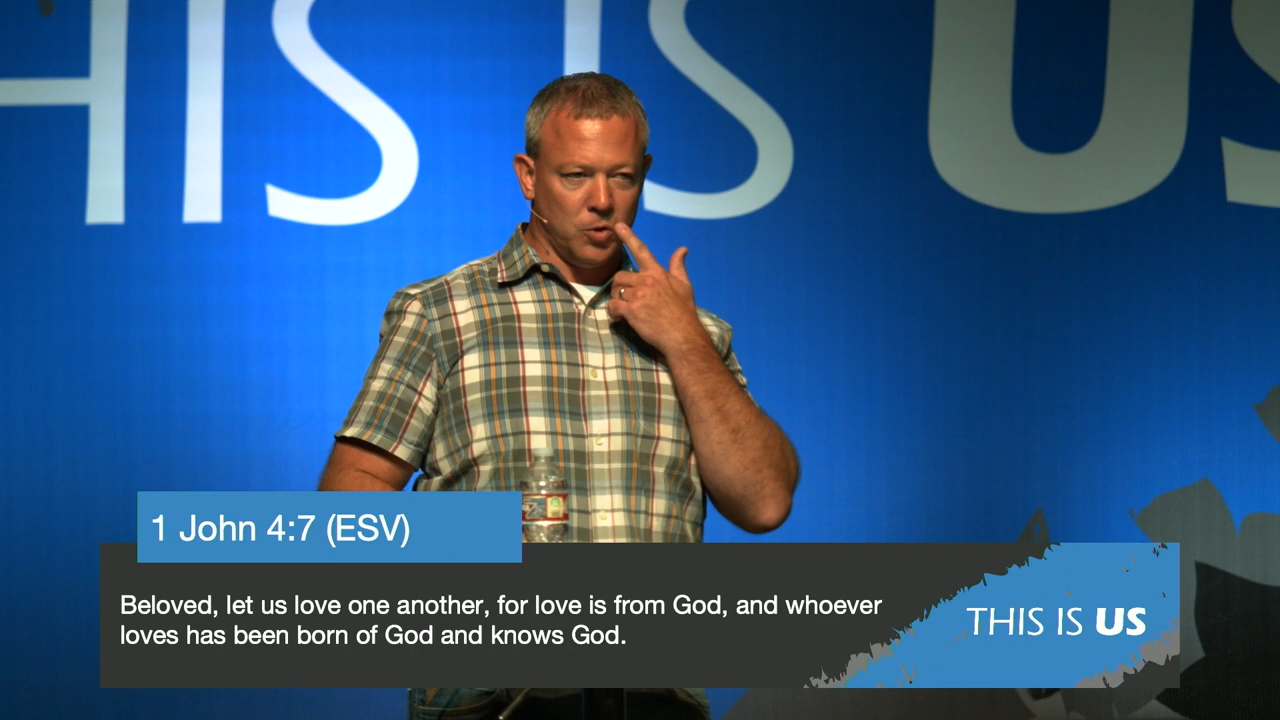 HIS IS US
1 John 4:7 (ESV)
Beloved, let us love one another, for love is from God, and whoever
loves has been born of God and knows God.
THIS IS US